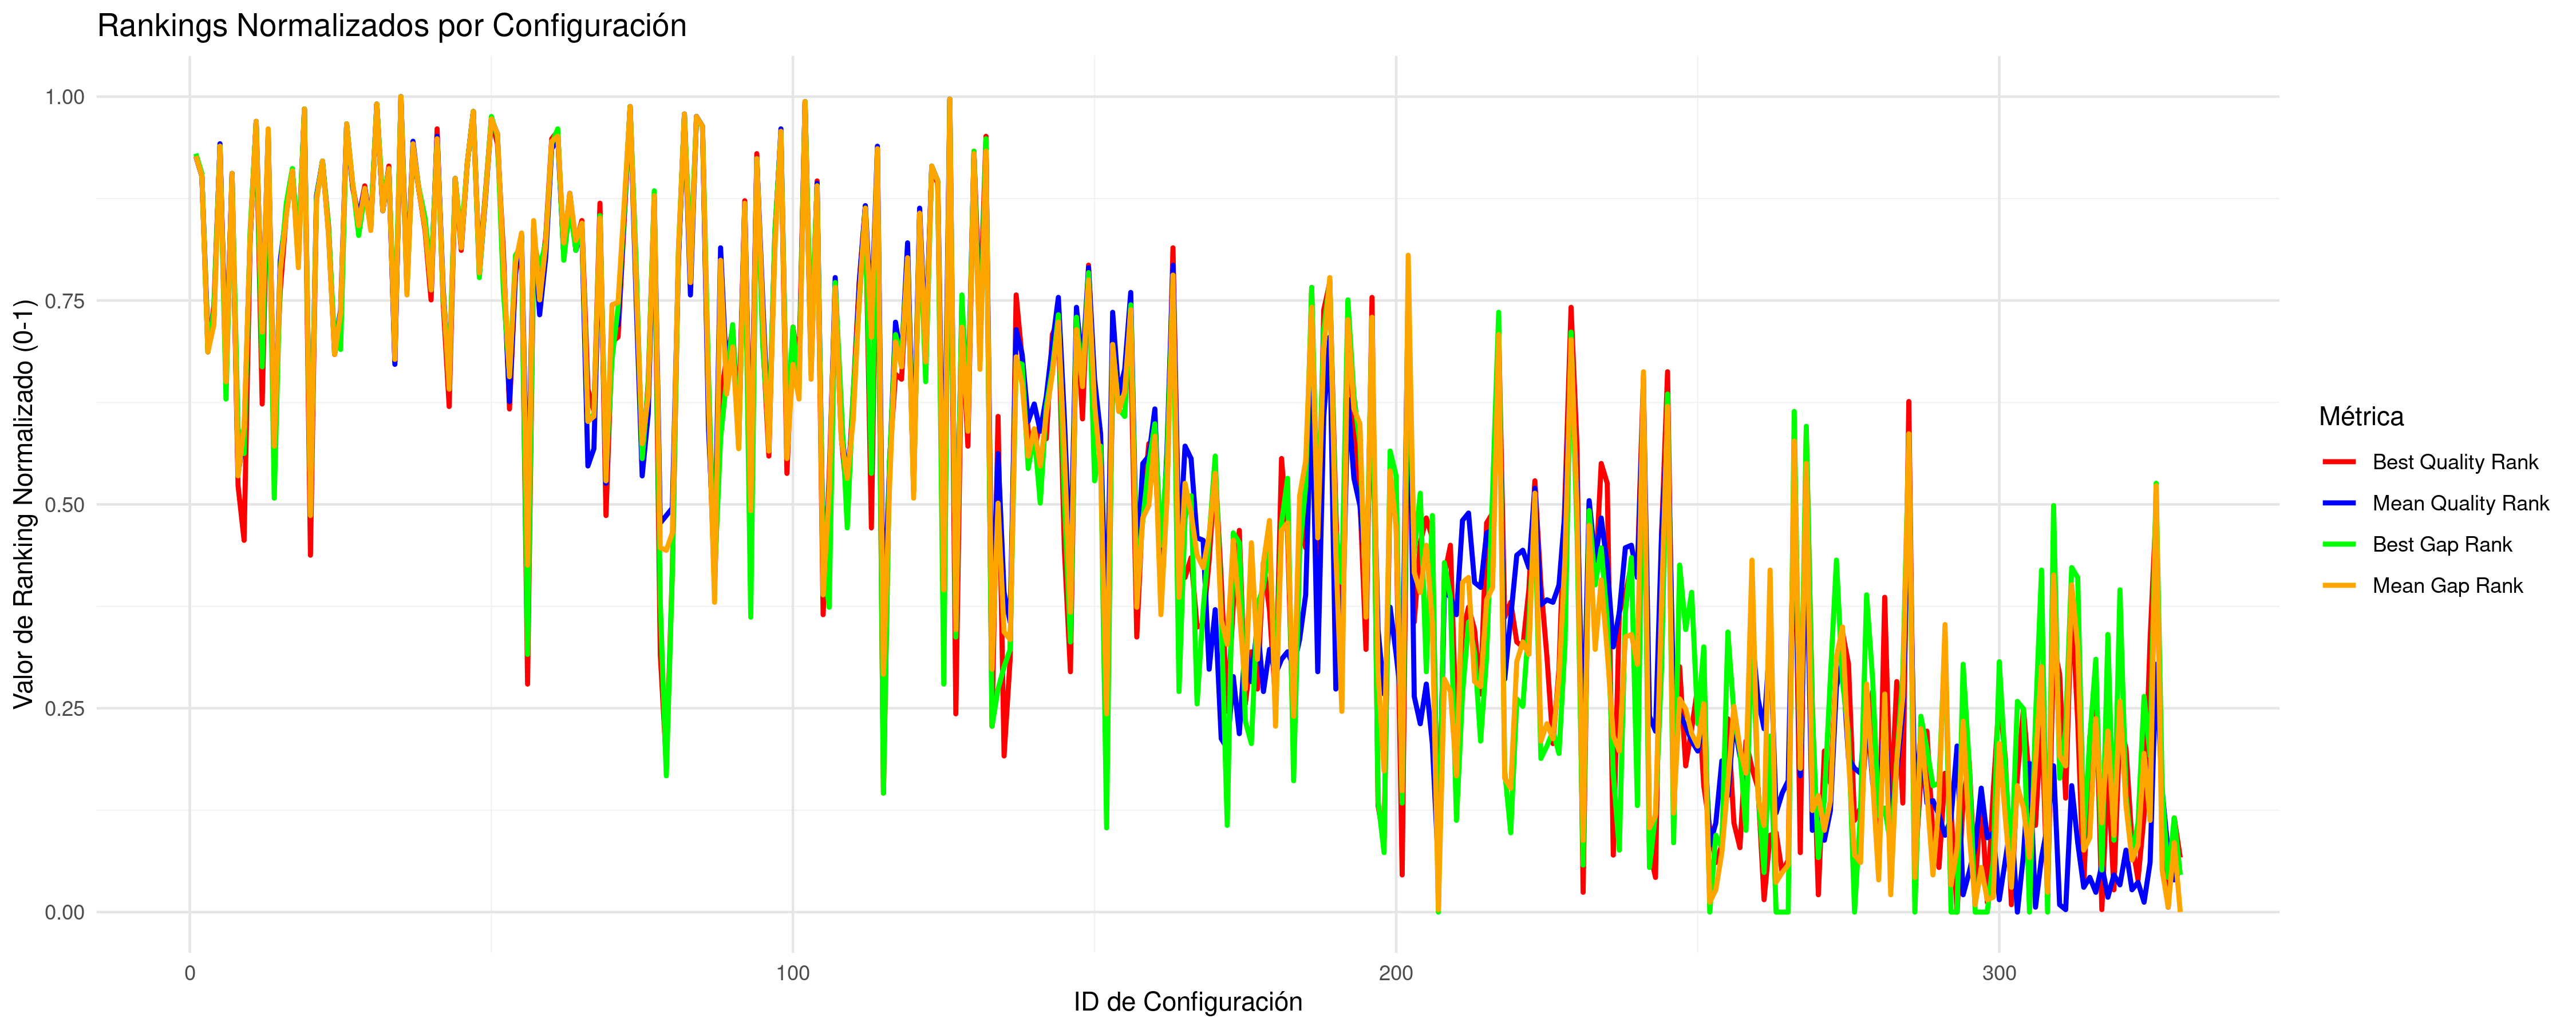 Rankings Normalizados por Configuración
Valor de Ranking Normalizado (0-1)
1.00
0.75
0.50
0.25
0.00
0
100
200
300
ID de Configuración
Métrica
Best Quality Rank
Mean Quality Rank
Best Gap Rank
Mean Gap Rank